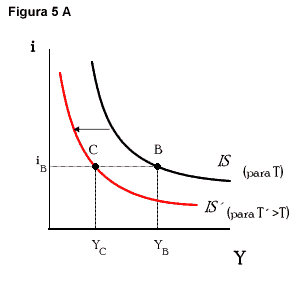 Figura 5 A
i
C
B
IS
(para T)
i_B
IS´ (para T´>T)
Y_C
Y_B
Y